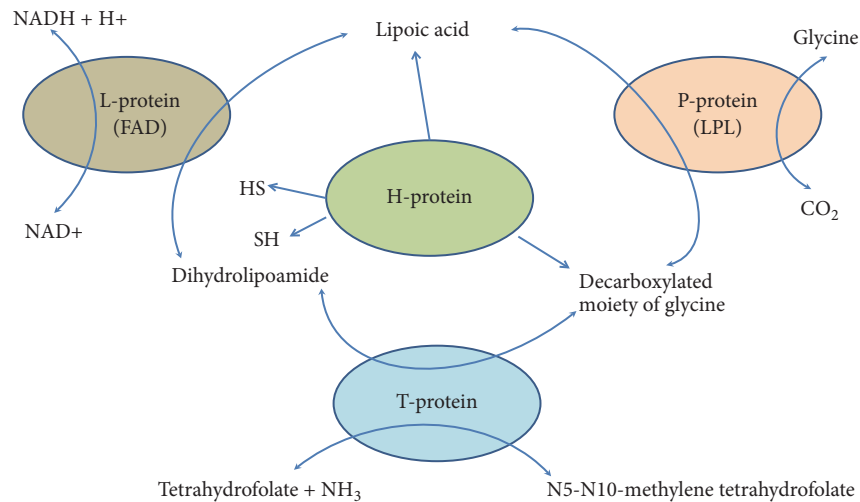 NADH + H+
Lipoic acid
Glycine
L-protein
(FAD)
P-protein
(LPL)
HS
H-protein
CO₂
NAD+
SH
Dihydrolipoamide
Decarboxylated
moiety of glycine
T-protein
Tetrahydrofolate + NH₃
N5-N10-methylene tetrahydrofolate